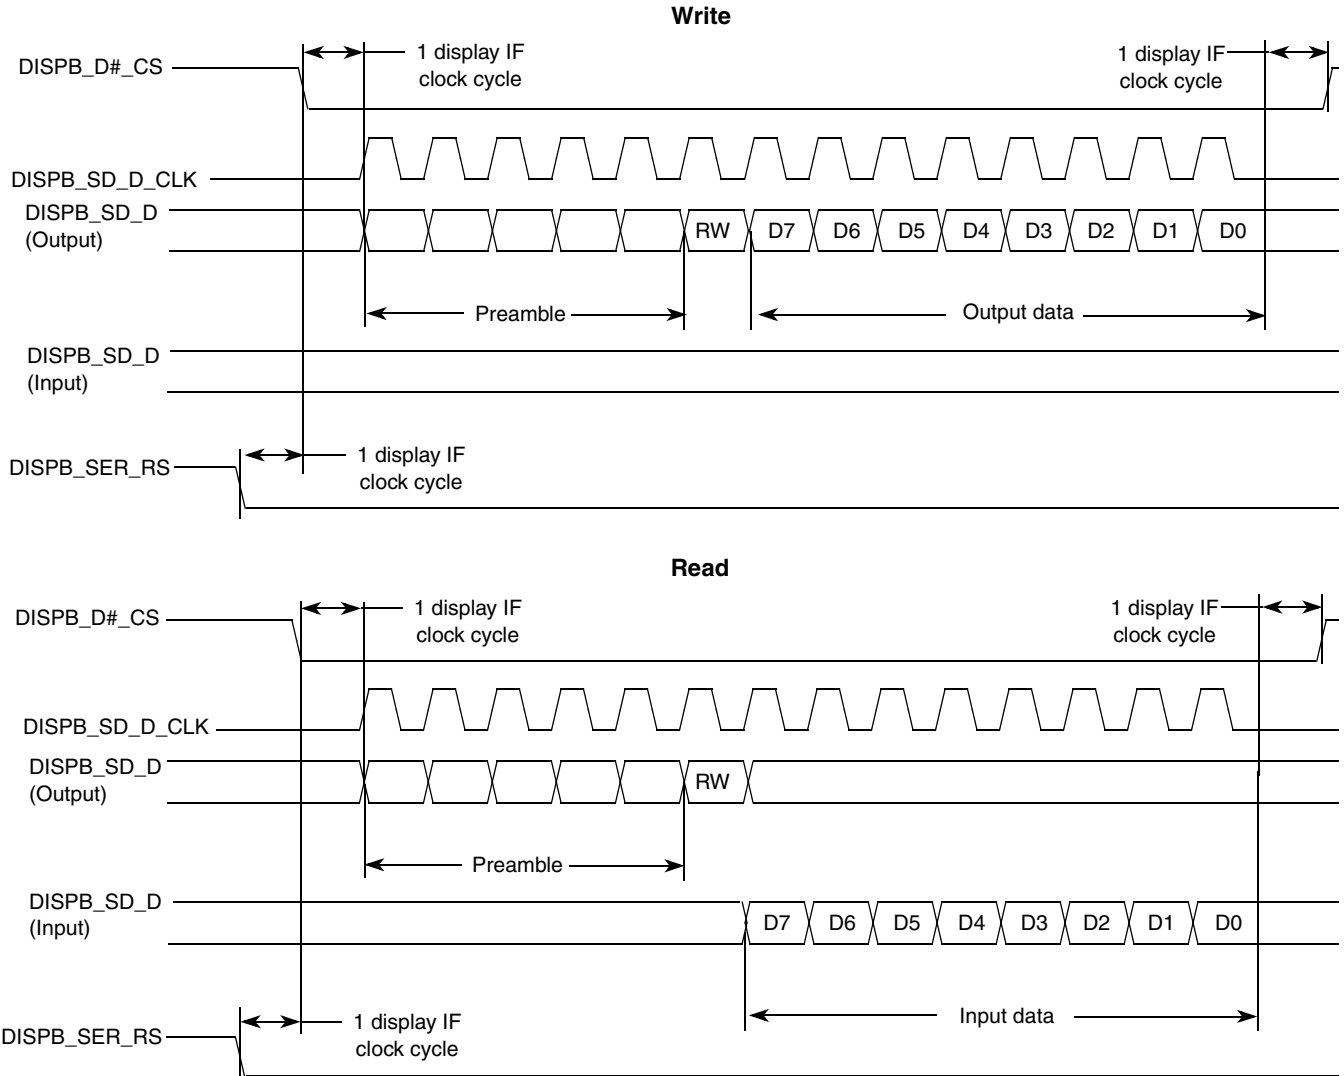 Write
1 display IF
clock cycle
1 display IF
clock cycle
DISPB_D#_CS
DISPB_SD_D_CLK
DISPB_SD_D
(Output)
RW D7 D6 D5 D4 D3 D2 D1 D0
Preamble
Output data
DISPB_SD_D
(Input)
DISPB_SER_RS
1 display IF
clock cycle
Read
1 display IF
clock cycle
1 display IF
clock cycle
DISPB_D#_CS
DISPB_SD_D_CLK
DISPB_SD_D
(Output)
RW
Preamble
DISPB_SD_D
(Input)
D7 D6 D5 D4 D3 D2 D1 D0
Input data
DISPB_SER_RS
1 display IF
clock cycle